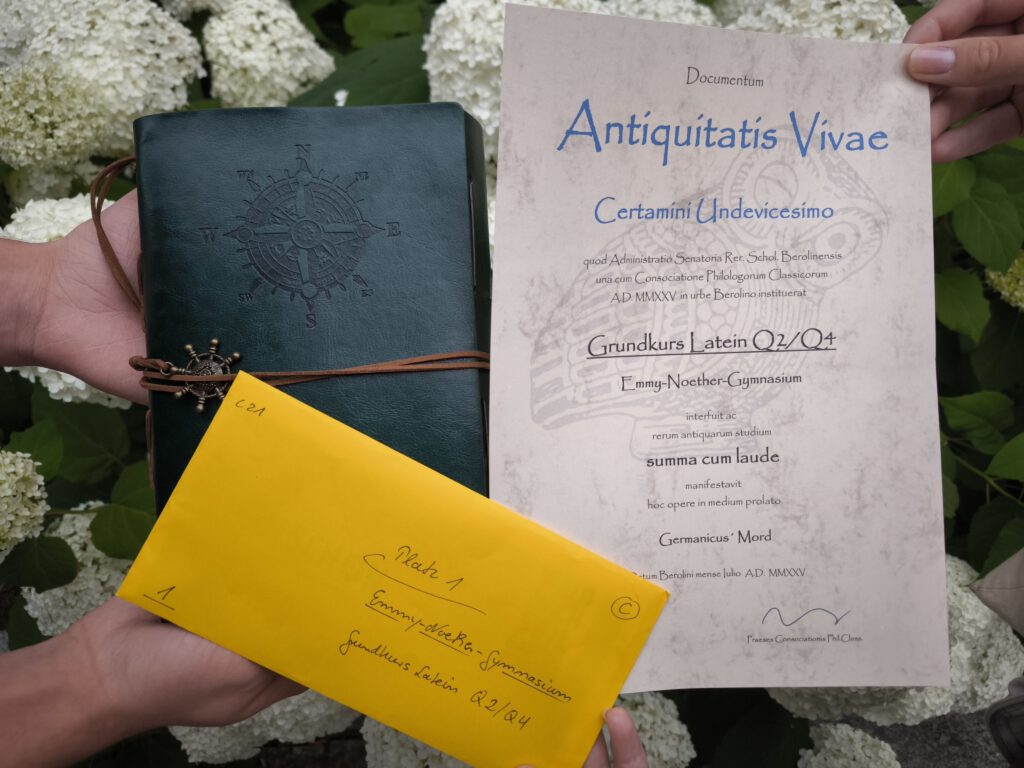 N
W E
SW
S
Documentum
Antiquitatis Vivae
Certamini Undevicesimo
quod Administratio Senatoria Rer. Schol. Berolinensis
una cum Consociatione Philologorum Classicorum
A.D. MMXXV in urbe Berolino instituerat
Grundkurs Latein Q2/Q4
Emmy-Noether-Gymnasium
interfuit ac
rerum antiquarum studium
summa cum laude
manifestavit
hoc opere in medium prolato
Germanicus´ Mord
Berolini mense Iulio A.D. MMXXV
Praeses Consociationis Phil.Class.
C21
Platz 1
1
C
Emmy-Noether-Gymnasium
Grundkurs Latein Q2/Q4